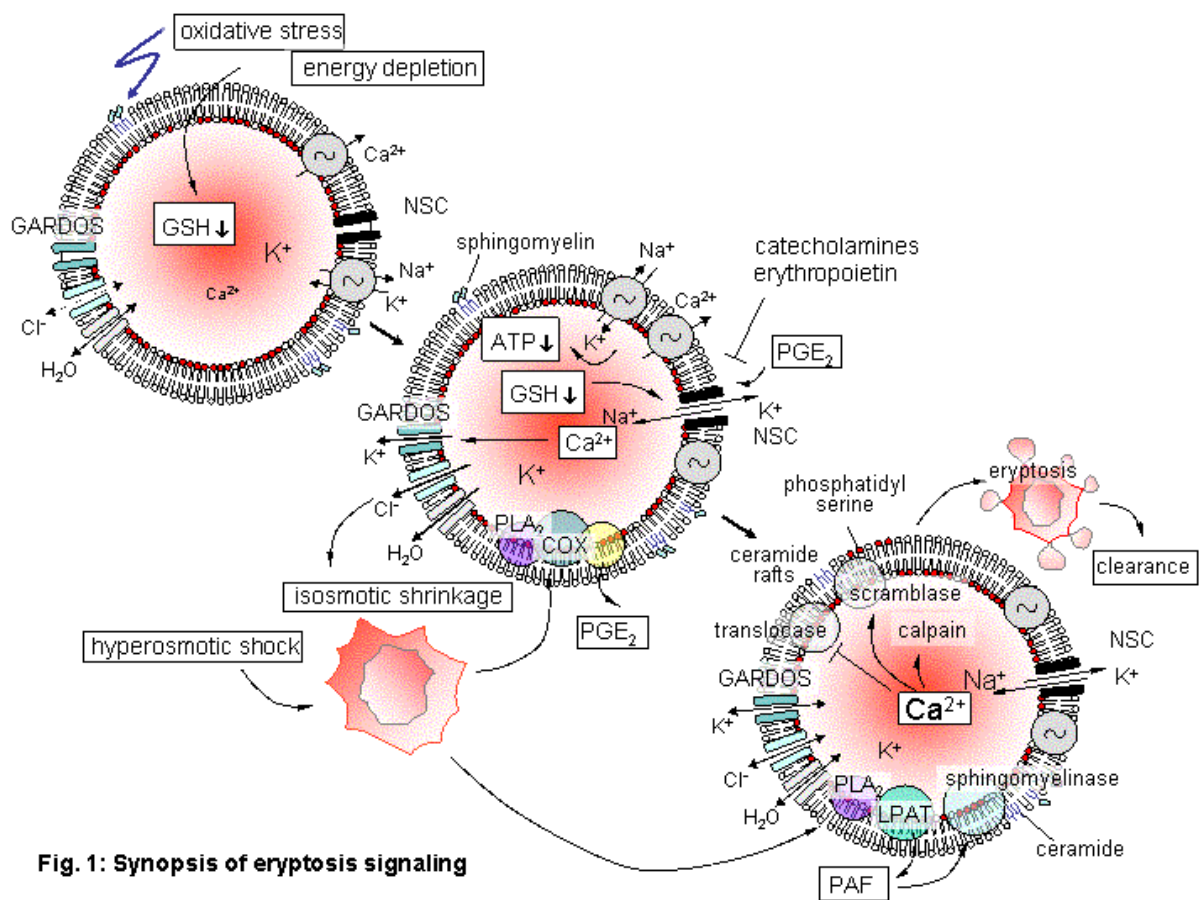 oxidative stress
energy depletion
Ca²⁺
GARDOS
NSC
GSH ↓
K⁺
Ca²⁺
Na⁺
K⁺
Cl⁻
H₂O
sphingomyelin
Na⁺
Ca²⁺
catecholamines
erythropoietin
ATP ↓
K⁺
PGE₂
GSH ↓
GARDOS
Na⁺
K⁺
NSC
Ca²⁺
K⁺
K⁺
Cl⁻
H₂O
PLA₂
COX
PGE₂
isosmotic shrinkage
hyperosmotic shock
phosphatidyl
serine
eryptosis
clearance
ceramide
rafts
scramblase
translocase
calpain
NSC
GARDOS
Na⁺
K⁺
Ca²⁺
K⁺
K⁺
Cl⁻
H₂O
PLA
LPAT
sphingomyelinase
ceramide
PAF
Fig. 1: Synopsis of eryptosis signaling